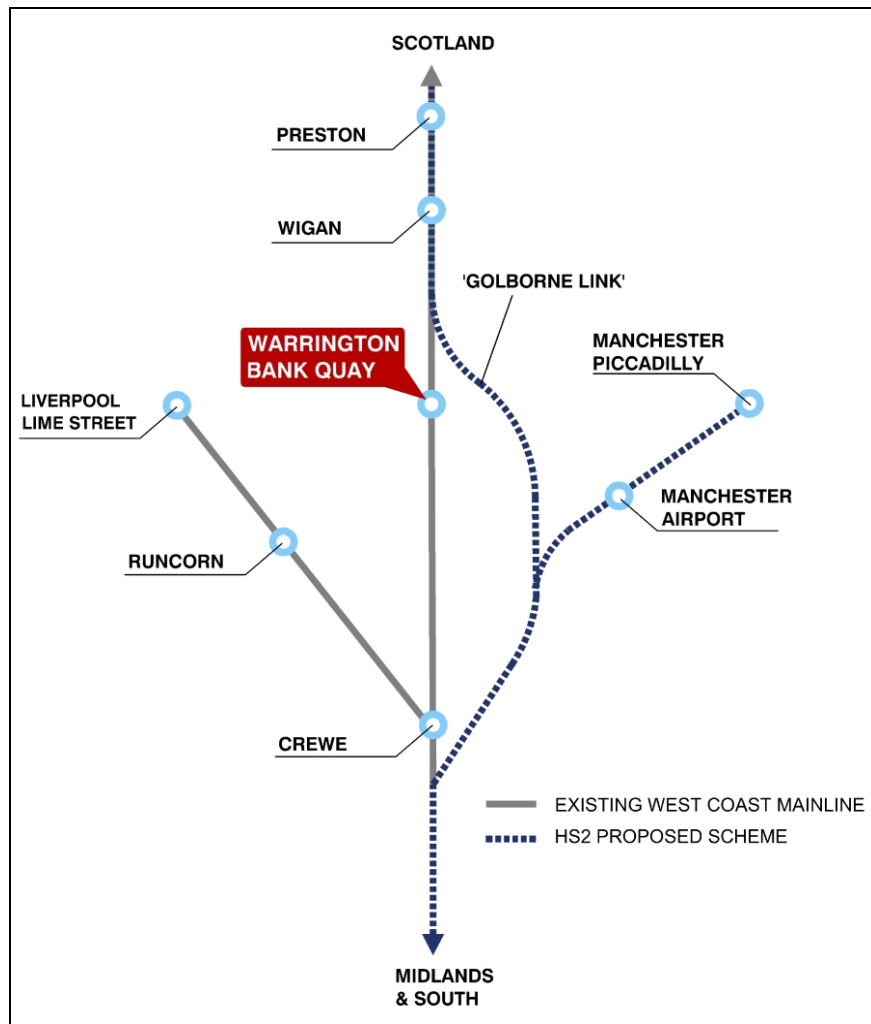 SCOTLAND
PRESTON
WIGAN
'GOLBORNE LINK'
WARRINGTON
BANK QUAY
MANCHESTER
PICCADILLY
LIVERPOOL
LIME STREET
MANCHESTER
AIRPORT
RUNCORN
CREWE
EXISTING WEST COAST MAINLINE
HS2 PROPOSED SCHEME
MIDLANDS
& SOUTH